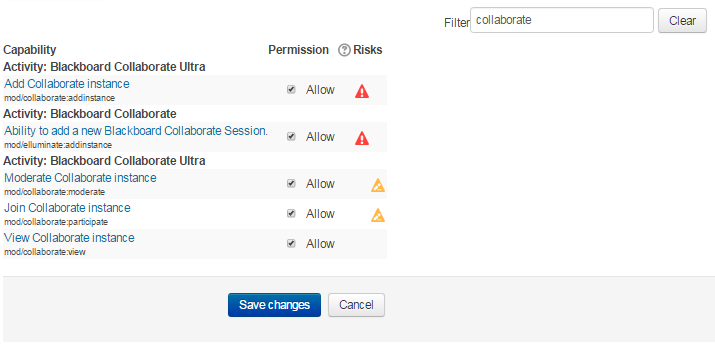 Filter collaborate Clear
Capability Permission Risks
Activity: Blackboard Collaborate Ultra
Add Collaborate instance Allow
mod/collaborate:addinstance
Activity: Blackboard Collaborate
Ability to add a new Blackboard Collaborate Session. Allow
mod/elluminate:addinstance
Activity: Blackboard Collaborate Ultra
Moderate Collaborate instance Allow
mod/collaborate:moderate
Join Collaborate instance Allow
mod/collaborate:participate
View Collaborate instance Allow
mod/collaborate:view
Save changes Cancel